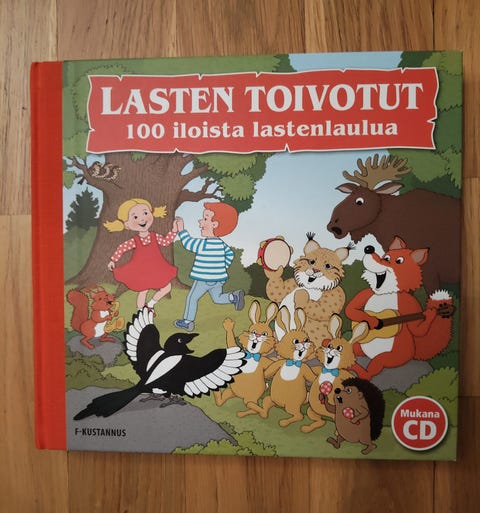 LASTEN TOIVOTUT
100 iloista lastenlaulua
Mukana
CD
F-KUSTANNUS